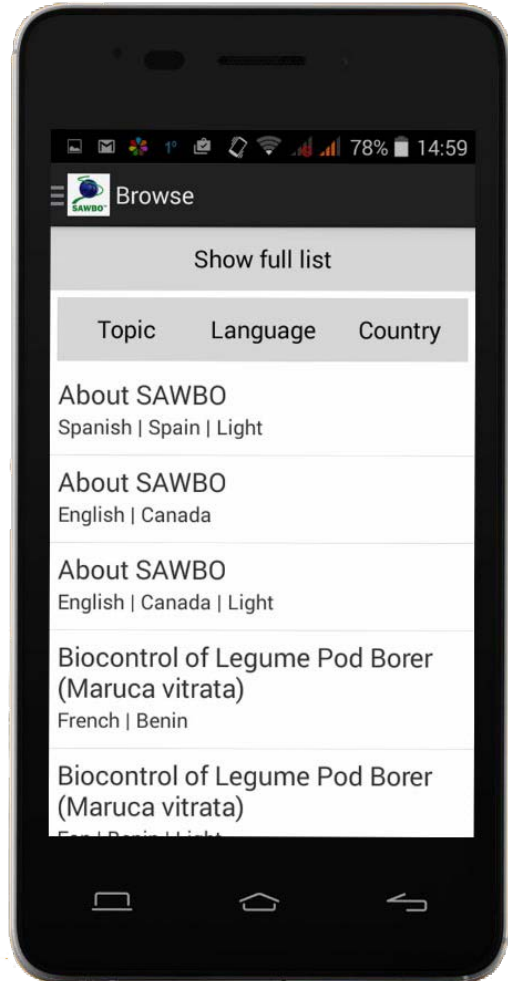 1° 78% 14:59
SAWBO™ Browse
Show full list
Topic Language Country
About SAWBO
Spanish | Spain | Light
About SAWBO
English | Canada
About SAWBO
English | Canada | Light
Biocontrol of Legume Pod Borer
(Maruca vitrata)
French | Benin
Biocontrol of Legume Pod Borer
(Maruca vitrata)